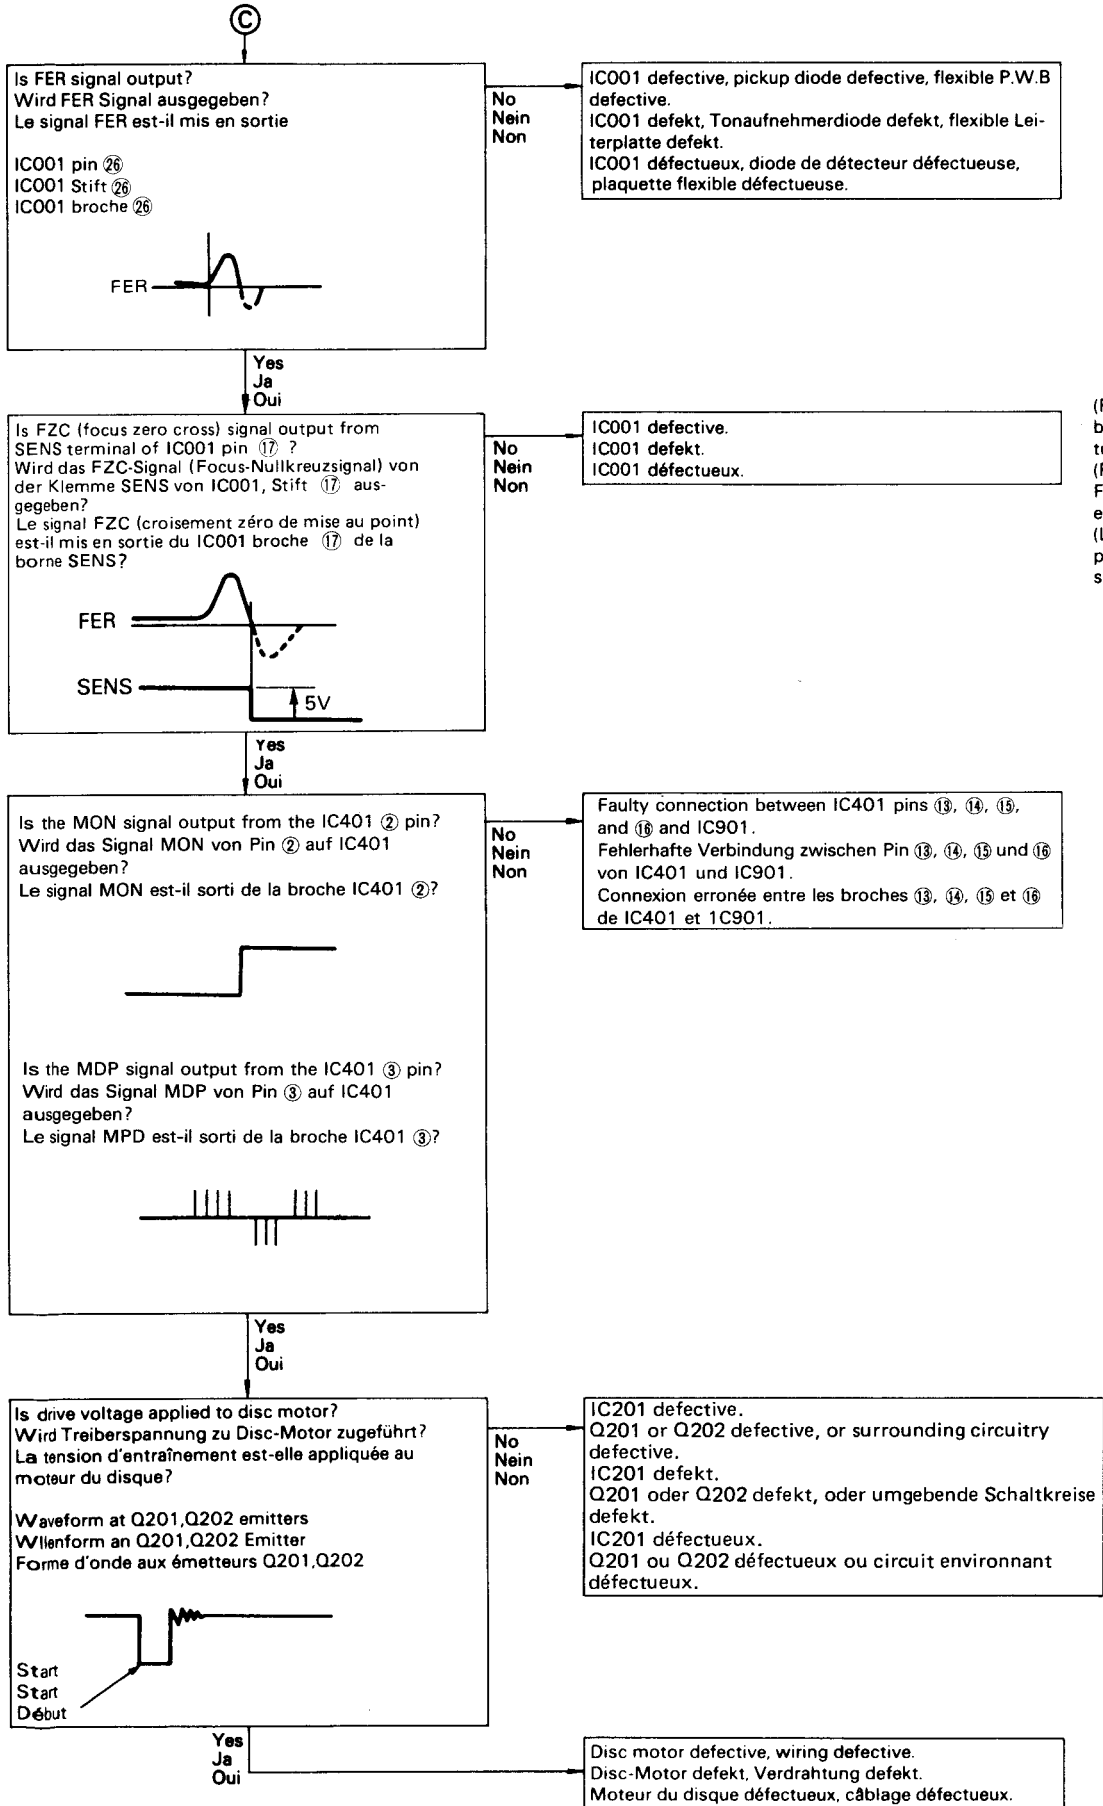 C
Is FER signal output?
Wird FER Signal ausgegeben?
Le signal FER est-il mis en sortie
IC001 pin ㉖
IC001 Stift ㉖
IC001 broche ㉖
FER
No
Nein
Non
IC001 defective, pickup diode defective, flexible P.W.B
defective.
IC001 defekt, Tonaufnehmerdiode defekt, flexible Lei-
terplatte defekt.
IC001 défectueux, diode de détecteur défectueuse,
plaquette flexible défectueuse.
Yes
Ja
Oui
Is FZC (focus zero cross) signal output from
SENS terminal of IC001 pin ⑰ ?
Wird das FZC-Signal (Focus-Nullkreuzsignal) von
der Klemme SENS von IC001, Stift ⑰ aus-
gegeben?
Le signal FZC (croisement zéro de mise au point)
est-il mis en sortie du IC001 broche ⑰ de la
borne SENS?
FER
SENS
5V
No
Nein
Non
IC001 defective.
IC001 defekt.
IC001 défectueux.
Yes
Ja
Oui
Is the MON signal output from the IC401 ② pin?
Wird das Signal MON von Pin ② auf IC401
ausgegeben?
Le signal MON est-il sorti de la broche IC401 ②?
Is the MDP signal output from the IC401 ③ pin?
Wird das Signal MDP von Pin ③ auf IC401
ausgegeben?
Le signal MPD est-il sorti de la broche IC401 ③?
No
Nein
Non
Faulty connection between IC401 pins ⑬, ⑭, ⑮,
and ⑯ and IC901.
Fehlerhafte Verbindung zwischen Pin ⑬, ⑭, ⑮ und ⑯
von IC401 und IC901.
Connexion erronée entre les broches ⑬, ⑭, ⑮ et ⑯
de IC401 et 1C901.
Yes
Ja
Oui
Is drive voltage applied to disc motor?
Wird Treiberspannung zu Disc-Motor zugeführt?
La tension d'entraînement est-elle appliquée au
moteur du disque?
Waveform at Q201,Q202 emitters
Wllenform an Q201,Q202 Emitter
Forme d'onde aux émetteurs Q201,Q202
Start
Start
Début
No
Nein
Non
IC201 defective.
Q201 or Q202 defective, or surrounding circuitry
defective.
IC201 defekt.
Q201 oder Q202 defekt, oder umgebende Schaltkreise
defekt.
IC201 défectueux.
Q201 ou Q202 défectueux ou circuit environnant
défectueux.
Yes
Ja
Oui
Disc motor defective, wiring defective.
Disc-Motor defekt, Verdrahtung defekt.
Moteur du disque défectueux, câblage défectueux.